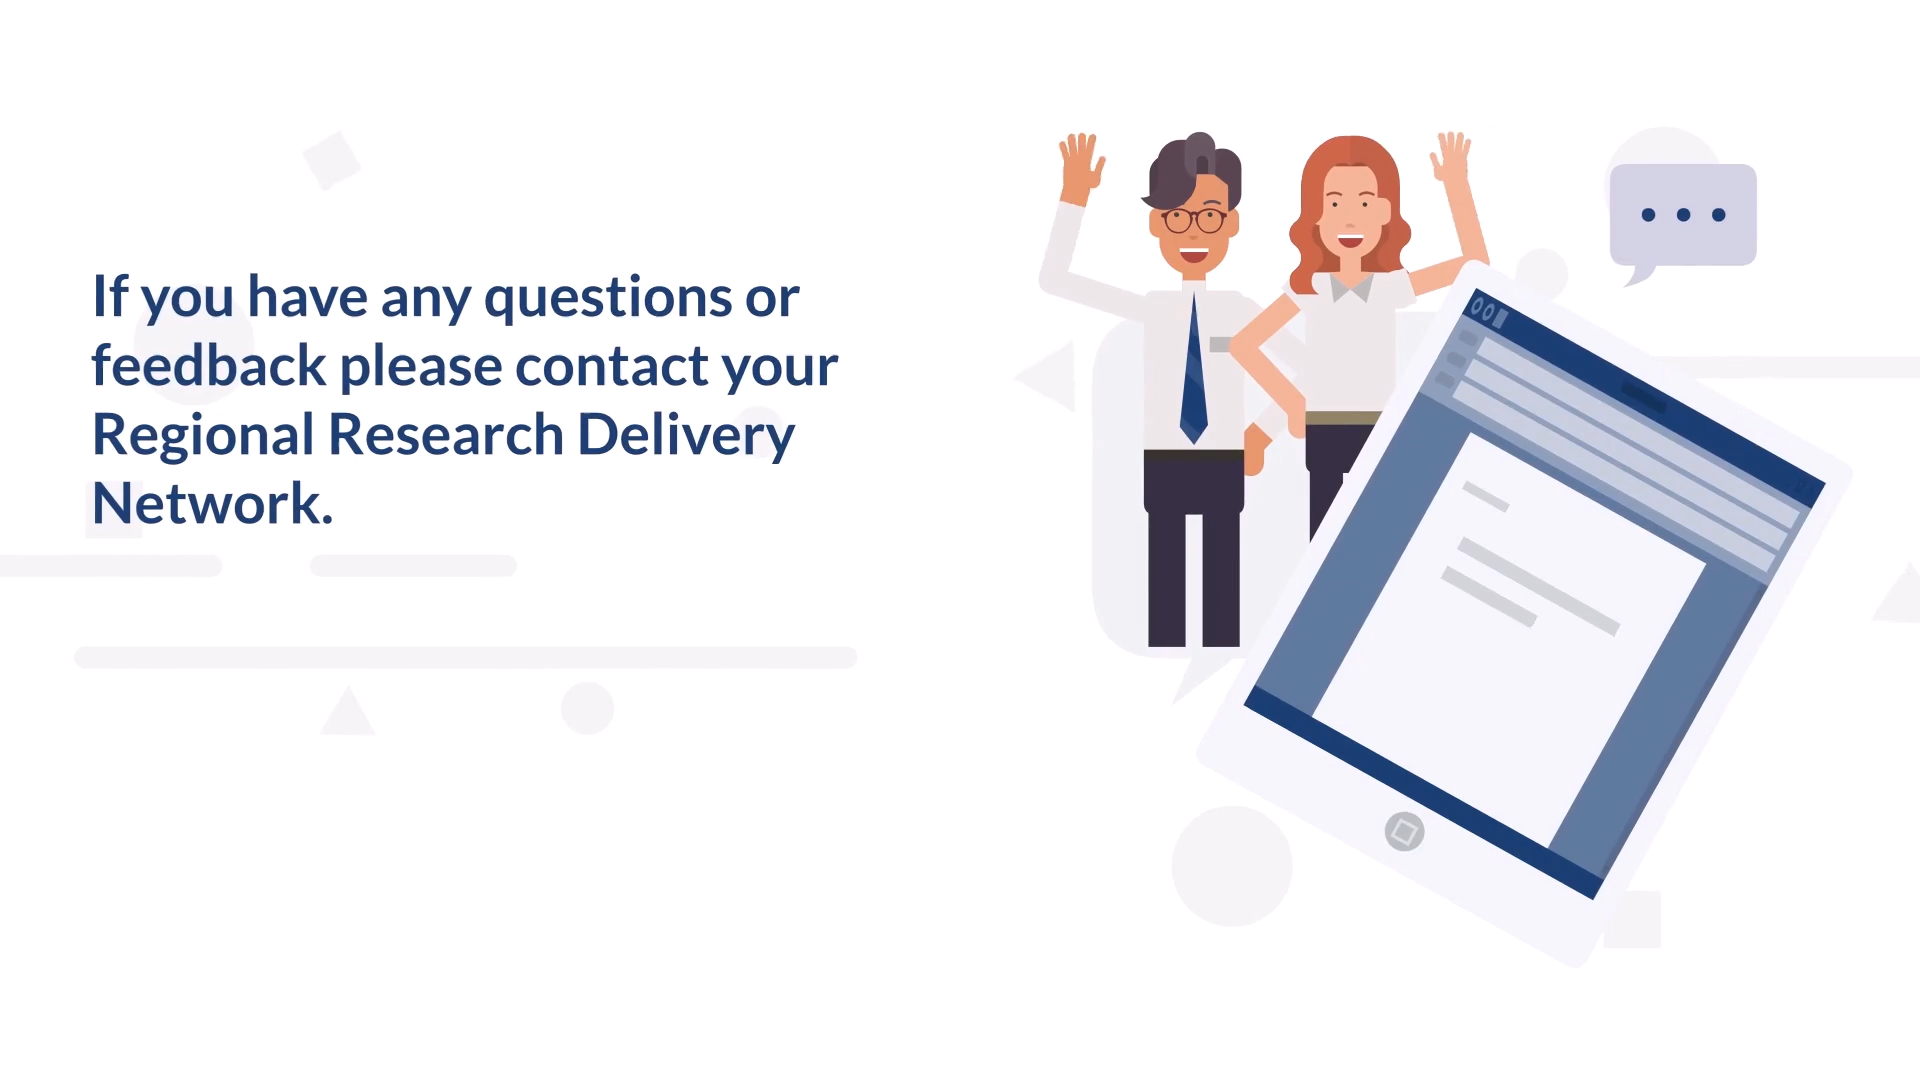 If you have any questions or
feedback please contact your
Regional Research Delivery
Network.